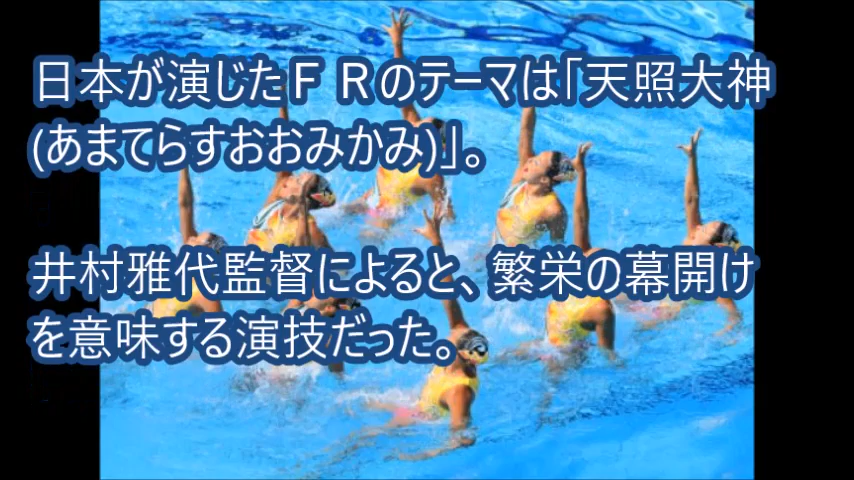 日本が演じたＦＲのテーマは「天照大神
(あまてらすおおみかみ)」。
井村雅代監督によると、繁栄の幕開け
を意味する演技だった。